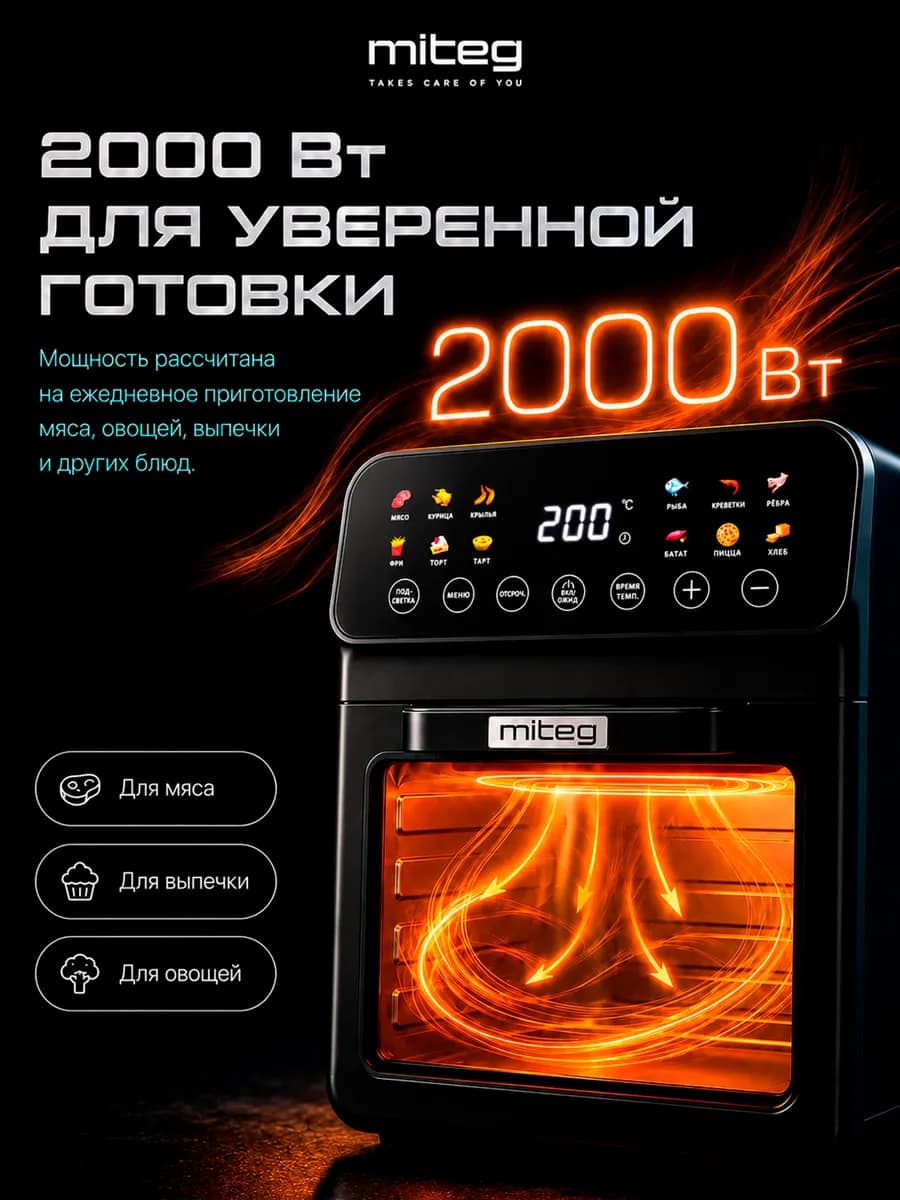 miteg
TAKES CARE OF YOU
2000 Вт
ДЛЯ УВЕРЕННОЙ
ГОТОВКИ
Мощность рассчитана
на ежедневное приготовление
мяса, овощей, выпечки
и других блюд.
2000 Вт
МЯСО КУРИЦА КРЫЛЬЯ
ФРИ ТОРТ ТАРТ
200 °C
РЫБА КРЕВЕТКИ РЁБРА
БАТАТ ПИЦЦА ХЛЕБ
ПОД-
СВЕТКА
МЕНЮ
ОТСРОЧ.
ВКЛ/
ОЖИД
ВРЕМЯ
ТЕМП.
+
−
miteg
Для мяса
Для выпечки
Для овощей